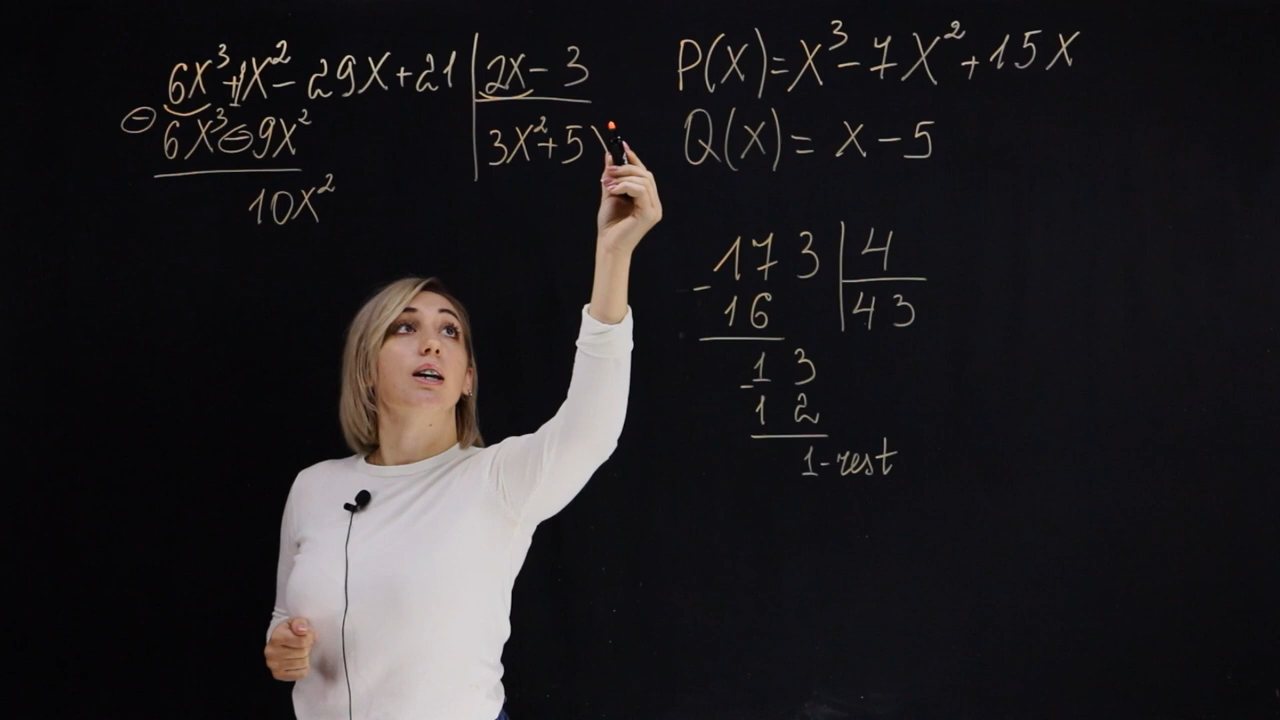 6x³+1x²-29x+21 | 2x-3
⊖ 6x³⊖9x² | 3x²+5
10x²
P(x)=x³-7x²+15x
Q(x)=x-5
173 | 4
-16 | 43
13
-12
1-rest